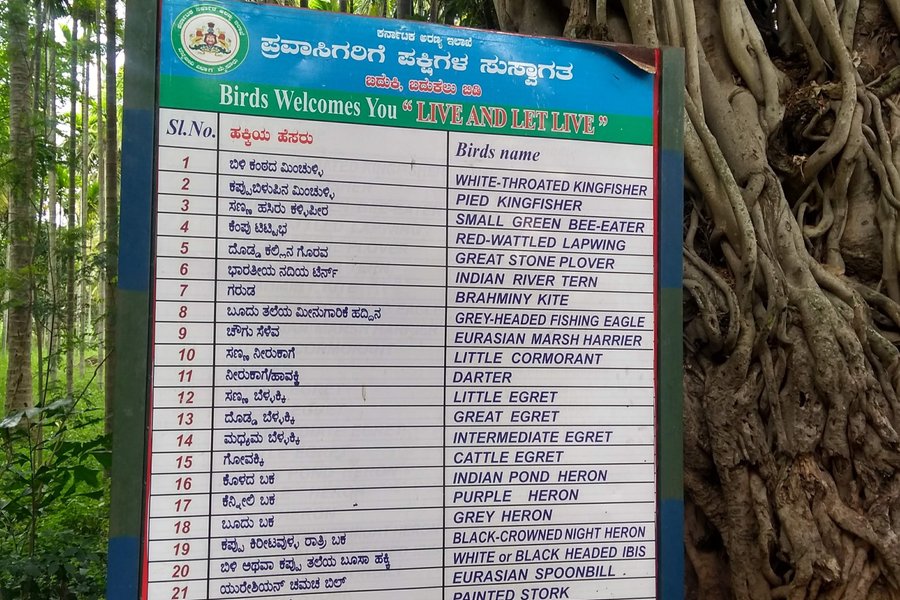 ಕರ್ನಾಟಕ ಅರಣ್ಯ ಇಲಾಖೆ
ಪ್ರವಾಸಿಗರಿಗೆ ಪಕ್ಷಿಗಳ ಸುಸ್ವಾಗತ
ಬದುಕಿ, ಬದುಕಲು ಬಿಡಿ
Birds Welcomes You “ LIVE AND LET LIVE ”
Sl.No. ಹಕ್ಕಿಯ ಹೆಸರು Birds name
1 ಬಿಳಿ ಕಂಠದ ಮಿಂಚುಳ್ಳಿ WHITE-THROATED KINGFISHER
2 ಕಪ್ಪುಬಿಳುಪಿನ ಮಿಂಚುಳ್ಳಿ PIED KINGFISHER
3 ಸಣ್ಣ ಹಸಿರು ಕಳ್ಳಿಪೀರ SMALL GREEN BEE-EATER
4 ಕೆಂಪು ಟಿಟ್ಟಿಭ RED-WATTLED LAPWING
5 ದೊಡ್ಡ ಕಲ್ಲಿನ ಗೊರವ GREAT STONE PLOVER
6 ಭಾರತೀಯ ನದಿಯ ಟೆರ್ನ್ INDIAN RIVER TERN
7 ಗರುಡ BRAHMINY KITE
8 ಬೂದು ತಲೆಯ ಮೀನುಗಾರಿಕೆ ಹದ್ದಿನ GREY-HEADED FISHING EAGLE
9 ಚೌಗು ಸೆಳೆವ EURASIAN MARSH HARRIER
10 ಸಣ್ಣ ನೀರುಕಾಗೆ LITTLE CORMORANT
11 ನೀರುಕಾಗೆ/ಹಾವಕ್ಕಿ DARTER
12 ಸಣ್ಣ ಬೆಳ್ಳಕ್ಕಿ LITTLE EGRET
13 ದೊಡ್ಡ ಬೆಳ್ಳಕ್ಕಿ GREAT EGRET
14 ಮಧ್ಯಮ ಬೆಳ್ಳಕ್ಕಿ INTERMEDIATE EGRET
15 ಗೋವಕ್ಕಿ CATTLE EGRET
16 ಕೊಳದ ಬಕ INDIAN POND HERON
17 ಕೆನ್ನೀಲಿ ಬಕ PURPLE HERON
18 ಬೂದು ಬಕ GREY HERON
19 ಕಪ್ಪು ಕಿರೀಟವುಳ್ಳ ರಾತ್ರಿ ಬಕ BLACK-CROWNED NIGHT HERON
20 ಬಿಳಿ ಅಥವಾ ಕಪ್ಪು ತಲೆಯ ಬೂಸಾ ಹಕ್ಕಿ WHITE or BLACK HEADED IBIS
21 ಯುರೇಶಿಯನ್ ಚಮಚ ಬಿಲ್ EURASIAN SPOONBILL
PAINTED STORK